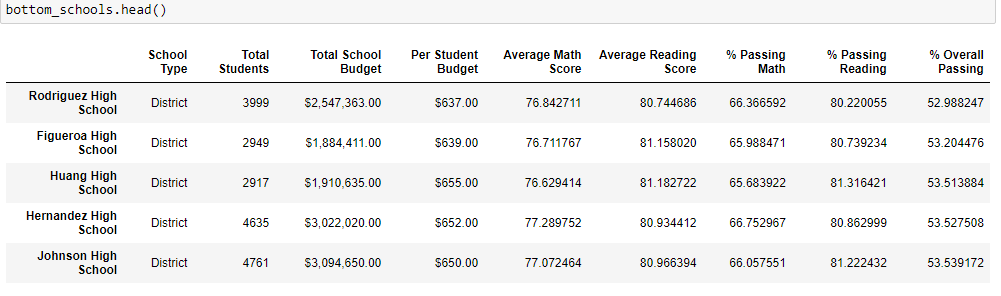 bottom_schools.head()
School Type Total Students Total School Budget Per Student Budget Average Math Score Average Reading Score % Passing Math % Passing Reading % Overall Passing
Rodriguez High School District 3999 $2,547,363.00 $637.00 76.842711 80.744686 66.366592 80.220055 52.988247
Figueroa High School District 2949 $1,884,411.00 $639.00 76.711767 81.158020 65.988471 80.739234 53.204476
Huang High School District 2917 $1,910,635.00 $655.00 76.629414 81.182722 65.683922 81.316421 53.513884
Hernandez High School District 4635 $3,022,020.00 $652.00 77.289752 80.934412 66.752967 80.862999 53.527508
Johnson High School District 4761 $3,094,650.00 $650.00 77.072464 80.966394 66.057551 81.222432 53.539172